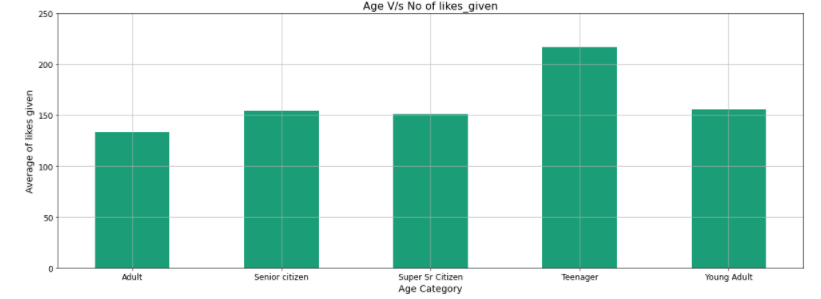 Age V/s No of likes_given
Average of likes given
250
200
150
100
50
0
Adult
Senior citizen
Super Sr Citizen
Teenager
Young Adult
Age Category